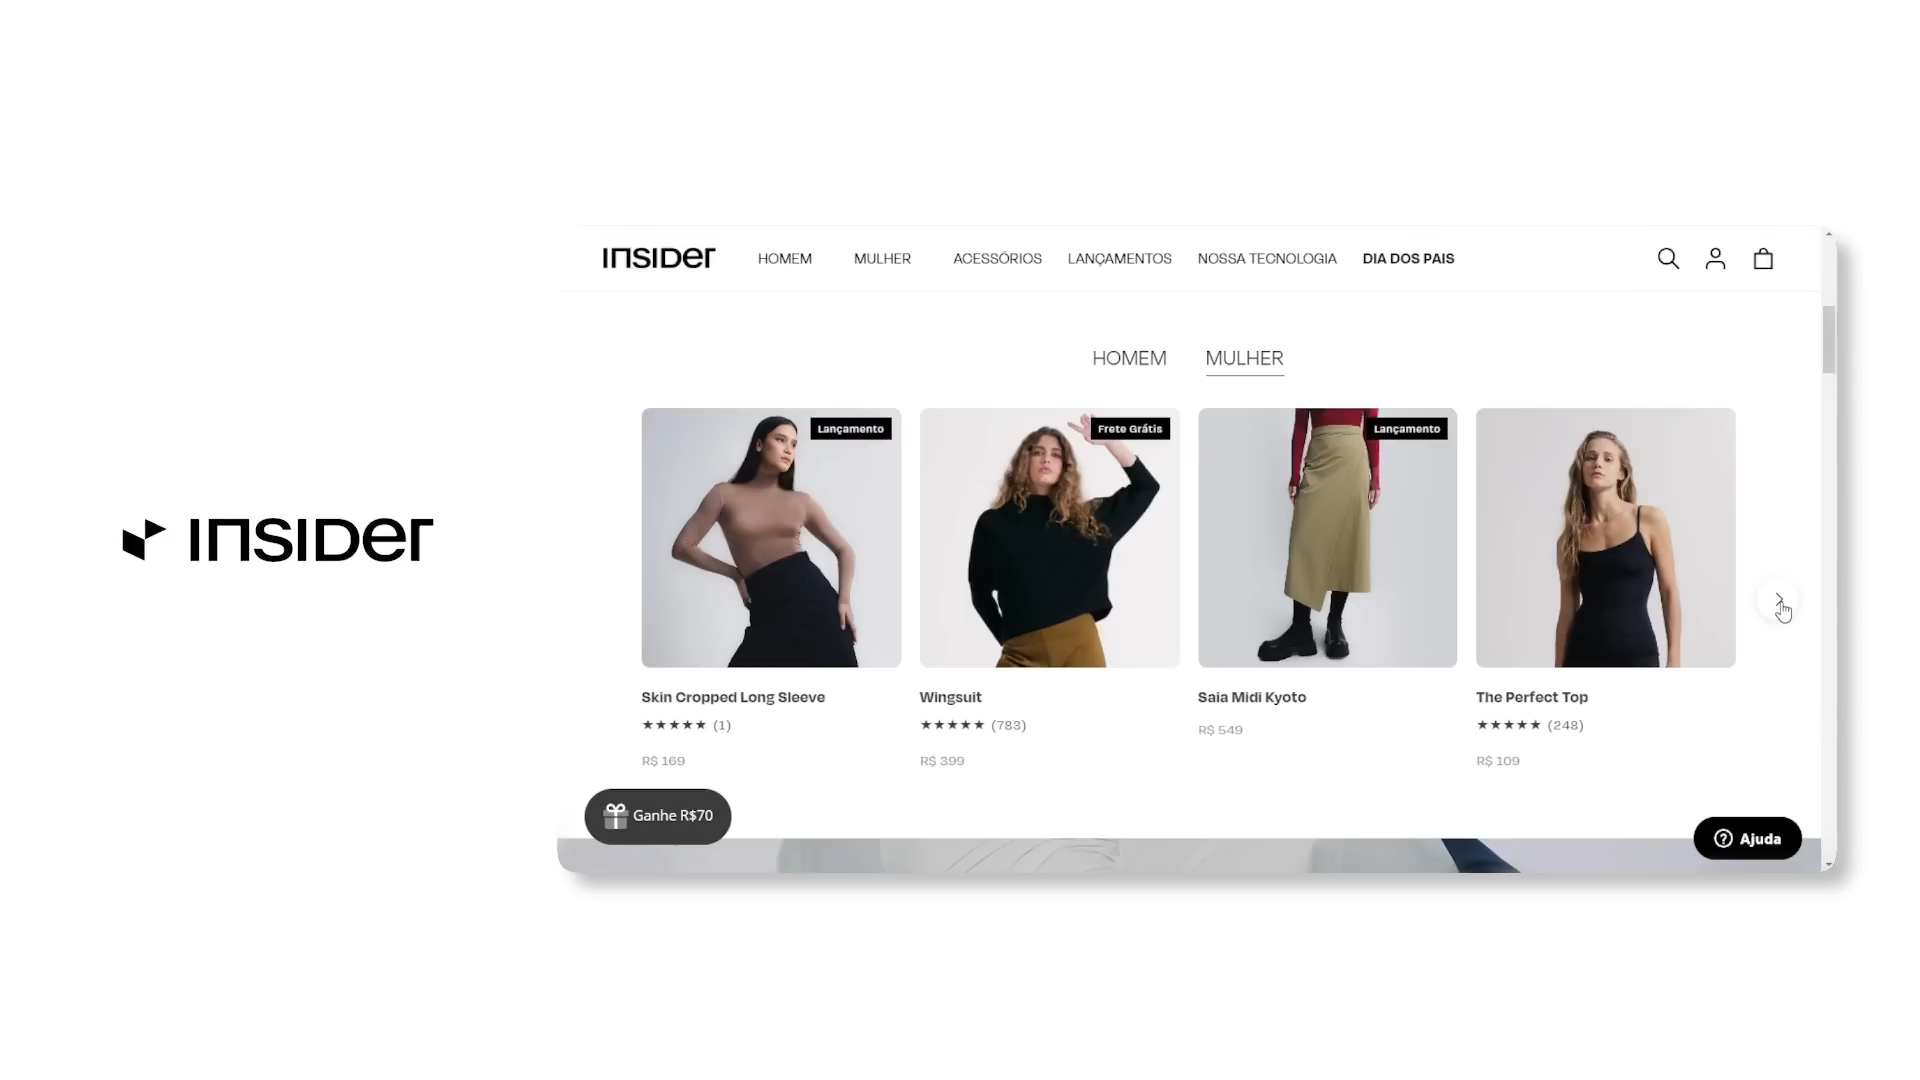 INSIDER
INSIDER
HOMEM
MULHER
ACESSÓRIOS
LANÇAMENTOS
NOSSA TECNOLOGIA
DIA DOS PAIS
HOMEM
MULHER
Lançamento
Frete Grátis
Lançamento
Skin Cropped Long Sleeve
★★★★★ (1)
R$ 169
Wingsuit
★★★★★ (783)
R$ 399
Saia Midi Kyoto
R$ 549
The Perfect Top
★★★★★ (248)
R$ 109
Ganhe R$70
Ajuda